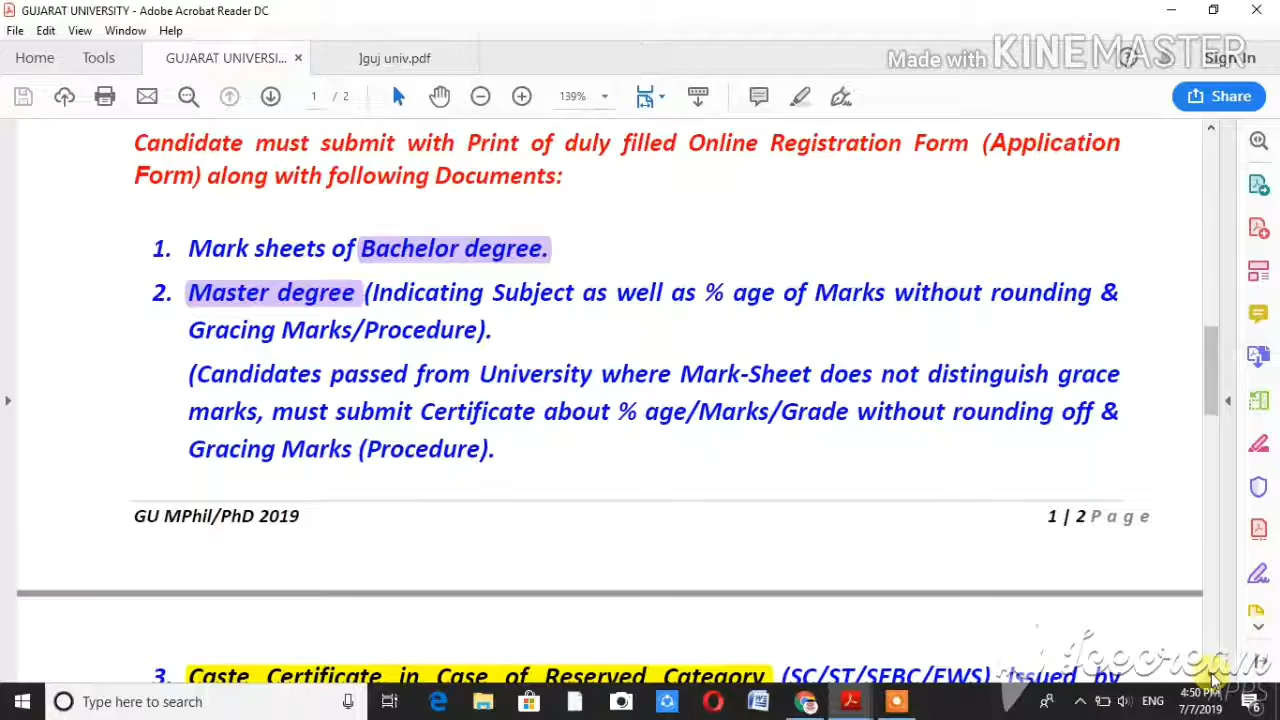 GUJARAT UNIVERSITY - Adobe Acrobat Reader DC
File Edit View Window Help
Home Tools GUJARAT UNIVERSI... × ]guj univ.pdf Sign In
Made with KINEMASTER
1 / 2 139% Share
Candidate must submit with Print of duly filled Online Registration Form (Application
Form) along with following Documents:
1. Mark sheets of Bachelor degree.
2. Master degree (Indicating Subject as well as % age of Marks without rounding &
Gracing Marks/Procedure).
(Candidates passed from University where Mark-Sheet does not distinguish grace
marks, must submit Certificate about % age/Marks/Grade without rounding off &
Gracing Marks (Procedure).
GU MPhil/PhD 2019 1 | 2 P a g e
3. Caste Certificate in Case of Reserved Category (SC/ST/SEBC/EWS) Issued by
Icecream
APPS
Type here to search ENG 4:50 PM
7/7/2019 6